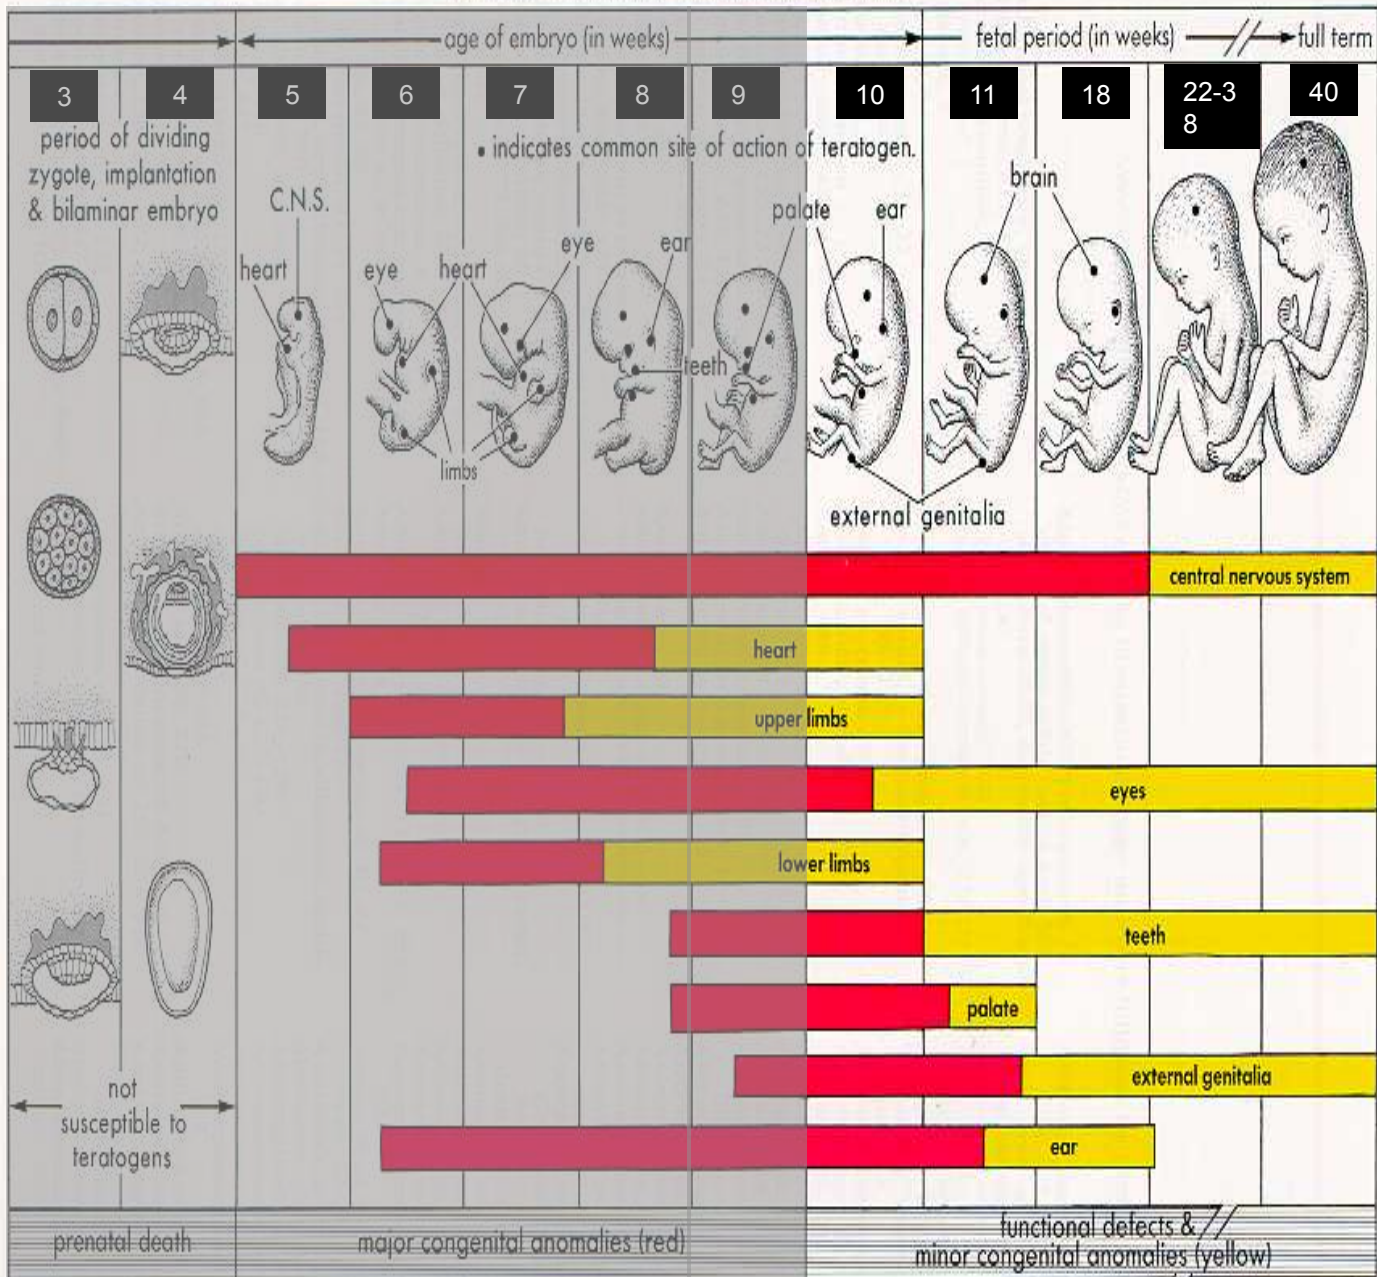 age of embryo (in weeks)
fetal period (in weeks)
full term
3
4
5
6
7
8
9
10
11
18
22-3
8
40
period of dividing
zygote, implantation
& bilaminar embryo
• indicates common site of action of teratogen.
C.N.S.
heart
eye
heart
eye
ear
palate
ear
brain
teeth
limbs
external genitalia
central nervous system
heart
upper limbs
eyes
lower limbs
teeth
palate
external genitalia
ear
not
susceptible to
teratogens
prenatal death
major congenital anomalies (red)
functional defects &
minor congenital anomalies (yellow)